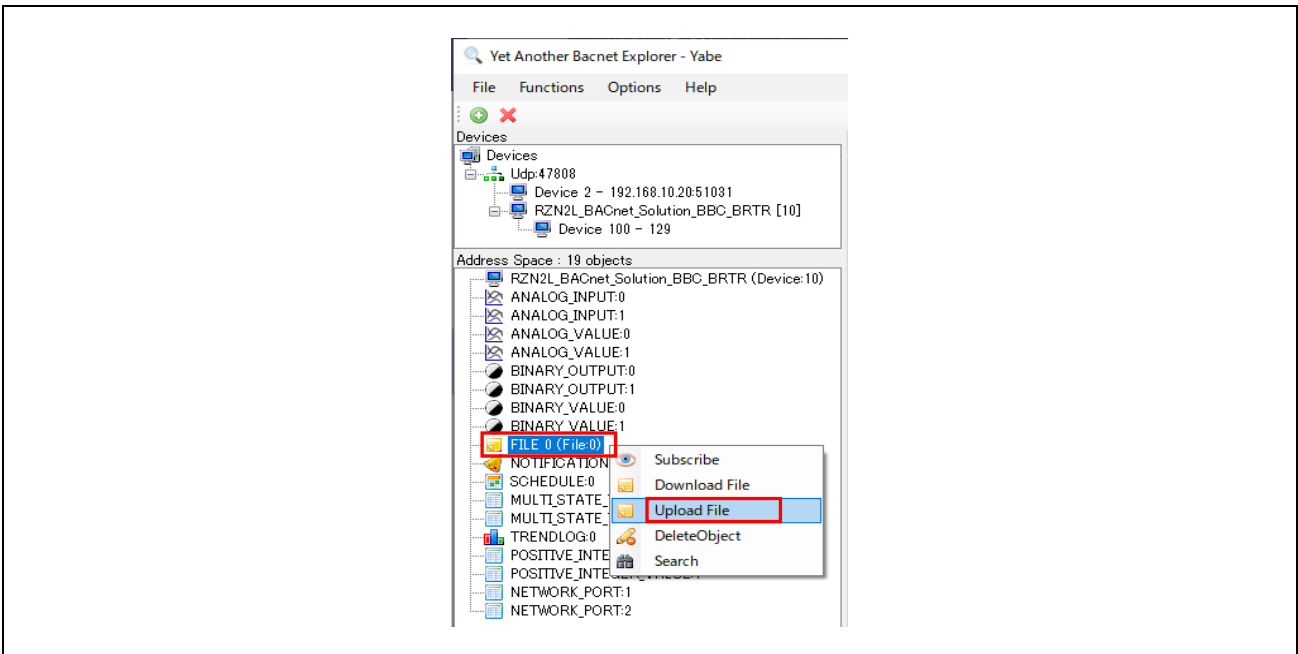 Yet Another Bacnet Explorer - Yabe
File Functions Options Help
Devices
Devices
Udp:47808
Device 2 - 192.168.10.20:51031
RZN2L_BACnet_Solution_BBC_BRTR [10]
Device 100 - 129
Address Space : 19 objects
RZN2L_BACnet_Solution_BBC_BRTR (Device:10)
ANALOG_INPUT:0
ANALOG_INPUT:1
ANALOG_VALUE:0
ANALOG_VALUE:1
BINARY_OUTPUT:0
BINARY_OUTPUT:1
BINARY_VALUE:0
BINARY_VALUE:1
FILE 0 (File:0)
NOTIFICATION
Subscribe
SCHEDULE:0
Download File
MULTI_STATE_
Upload File
MULTI_STATE_
TRENDLOG:0
DeleteObject
POSITIVE_INTE
Search
NETWORK_PORT:1
NETWORK_PORT:2